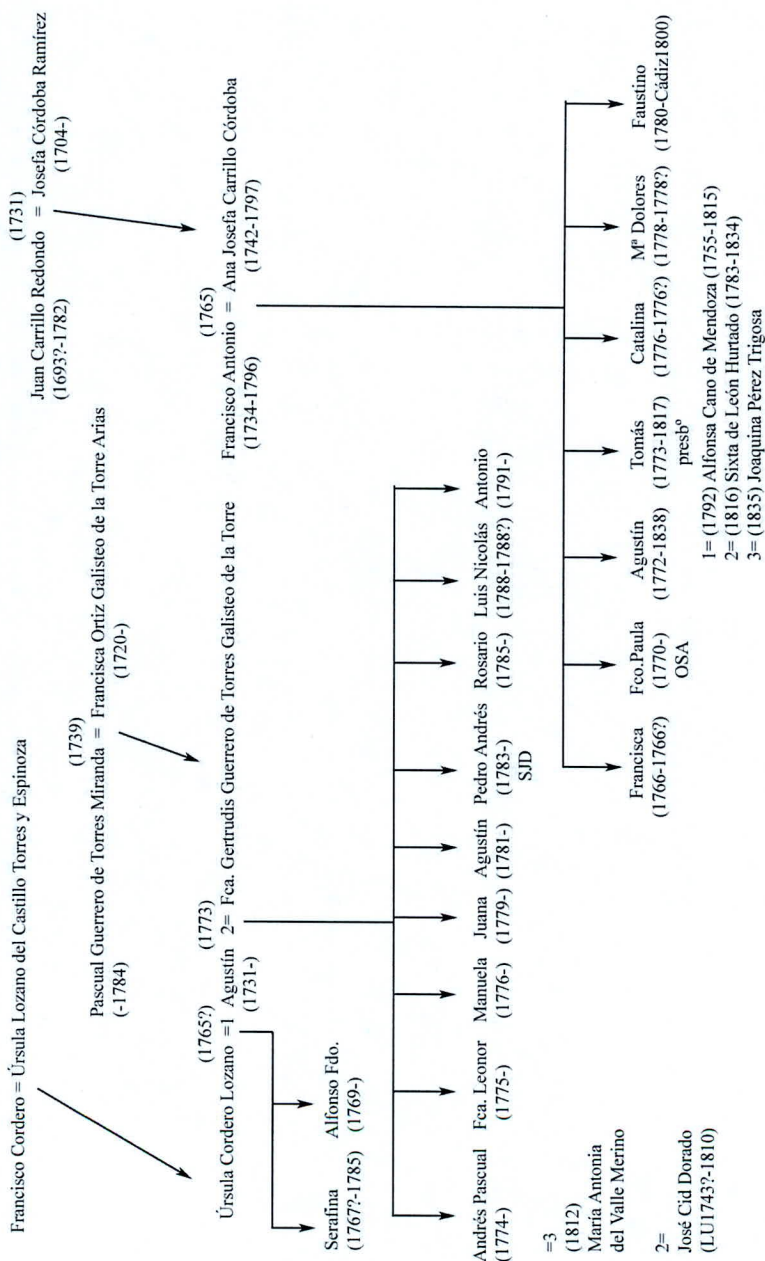 Francisco Cordero = Úrsula Lozano del Castillo Torres y Espinoza
(1739)
Pascual Guerrero de Torres Miranda = Francisca Ortiz Galisteo de la Torre Arias
(-1784) (1720-)
(1731)
Juan Carrillo Redondo = Josefa Córdoba Ramírez
(1693?-1782) (1704-)
(1765?) (1773)
Úrsula Cordero Lozano =1 Agustín 2= Fca. Gertrudis Guerrero de Torres Galisteo de la Torre
(1731-)
(1765)
Francisco Antonio = Ana Josefa Carrillo Córdoba
(1734-1796) (1742-1797)
Serafina Alfonso Fdo.
(1767?-1785) (1769-)
Andrés Pascual Fca. Leonor Manuela Juana Agustín Pedro Andrés Rosario Luis Nicolás Antonio
(1774-) (1775-) (1776-) (1779-) (1781-) (1783-) (1785-) (1788-1788?) (1791-)
SJD
Francisca Fco.Paula Agustín Tomás Catalina Mª Dolores Faustino
(1766-1766?) (1770-) (1772-1838) (1773-1817) (1776-1776?) (1778-1778?) (1780-Cádiz1800)
OSA presbº
=3
(1812)
María Antonia
del Valle Merino
2=
José Cid Dorado
(LU1743?-1810)
1= (1792) Alfonsa Cano de Mendoza (1755-1815)
2= (1816) Sixta de León Hurtado (1783-1834)
3= (1835) Joaquina Pérez Trigosa